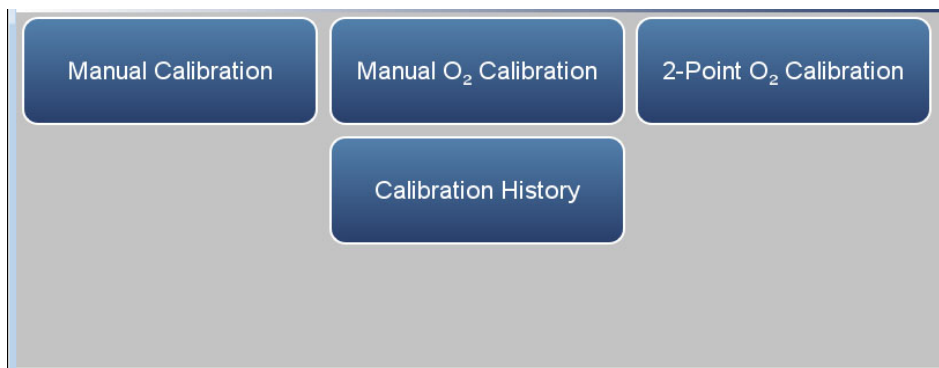 Manual Calibration
Manual O₂ Calibration
2-Point O₂ Calibration
Calibration History